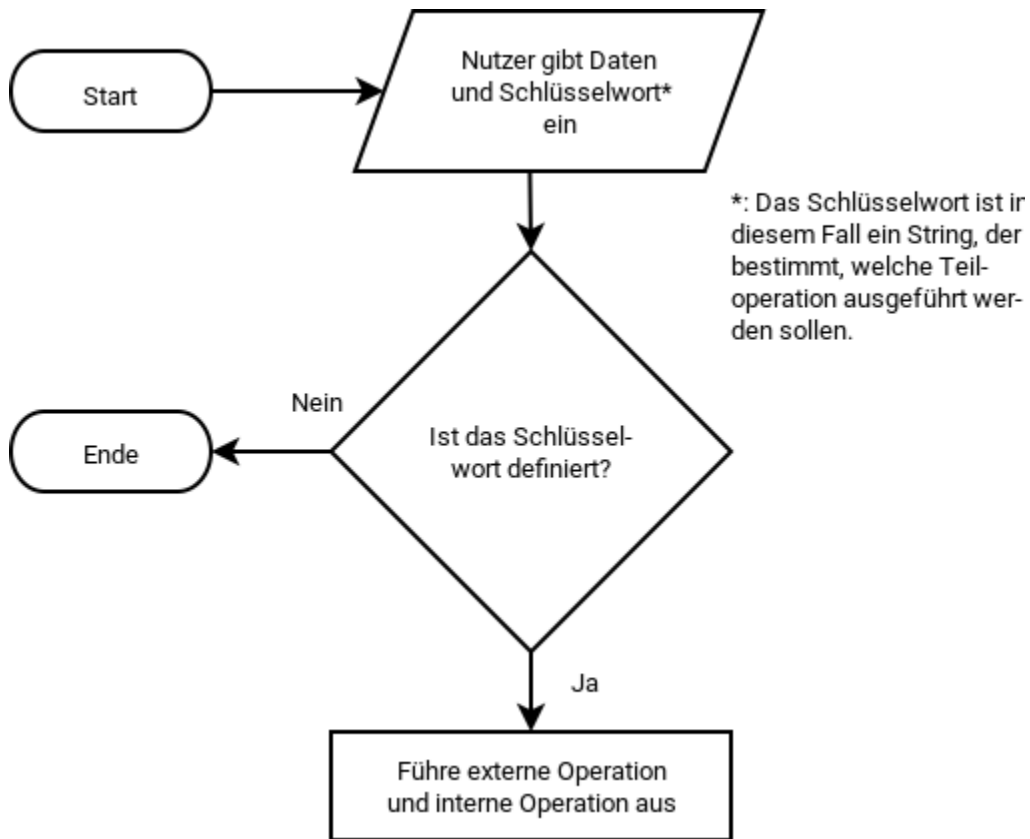 Start
Nutzer gibt Daten
und Schlüsselwort*
ein
*: Das Schlüsselwort ist in
diesem Fall ein String, der
bestimmt, welche Teil-
operation ausgeführt wer-
den sollen.
Nein
Ende
Ist das Schlüssel-
wort definiert?
Ja
Führe externe Operation
und interne Operation aus